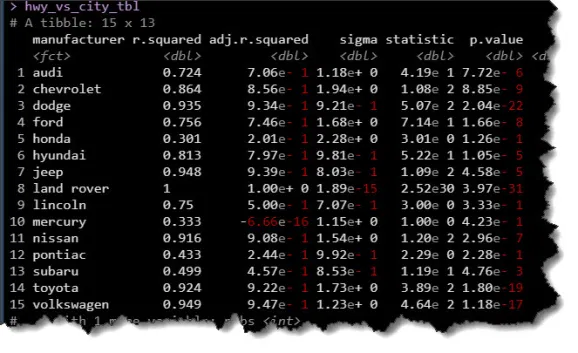 > hwy_vs_city_tbl
# A tibble: 15 x 13
manufacturer r.squared adj.r.squared sigma statistic p.value
<fct> <dbl> <dbl> <dbl> <dbl> <dbl> <d
1 audi 0.724 7.06e- 1 1.18e+ 0 4.19e 1 7.72e- 6
2 chevrolet 0.864 8.56e- 1 1.94e+ 0 1.08e 2 8.85e- 9
3 dodge 0.935 9.34e- 1 9.21e- 1 5.07e 2 2.04e-22
4 ford 0.756 7.46e- 1 1.68e+ 0 7.14e 1 1.66e- 8
5 honda 0.301 2.01e- 1 2.28e+ 0 3.01e 0 1.26e- 1
6 hyundai 0.813 7.97e- 1 9.81e- 1 5.22e 1 1.05e- 5
7 jeep 0.948 9.39e- 1 8.03e- 1 1.09e 2 4.58e- 5
8 land rover 1 1.00e+ 0 1.89e-15 2.52e30 3.97e-31
9 lincoln 0.75 5.00e- 1 7.07e- 1 3.00e 0 3.33e- 1
10 mercury 0.333 -6.66e-16 1.15e+ 0 1.00e 0 4.23e- 1
11 nissan 0.916 9.08e- 1 1.54e+ 0 1.20e 2 2.96e- 7
12 pontiac 0.433 2.44e- 1 9.92e- 1 2.29e 0 2.28e- 1
13 subaru 0.499 4.57e- 1 8.53e- 1 1.19e 1 4.76e- 3
14 toyota 0.924 9.22e- 1 1.73e+ 0 3.89e 2 1.80e-19
15 volkswagen 0.949 9.47e- 1 1.23e+ 0 4.64e 2 1.18e-17
# with 1 <int>